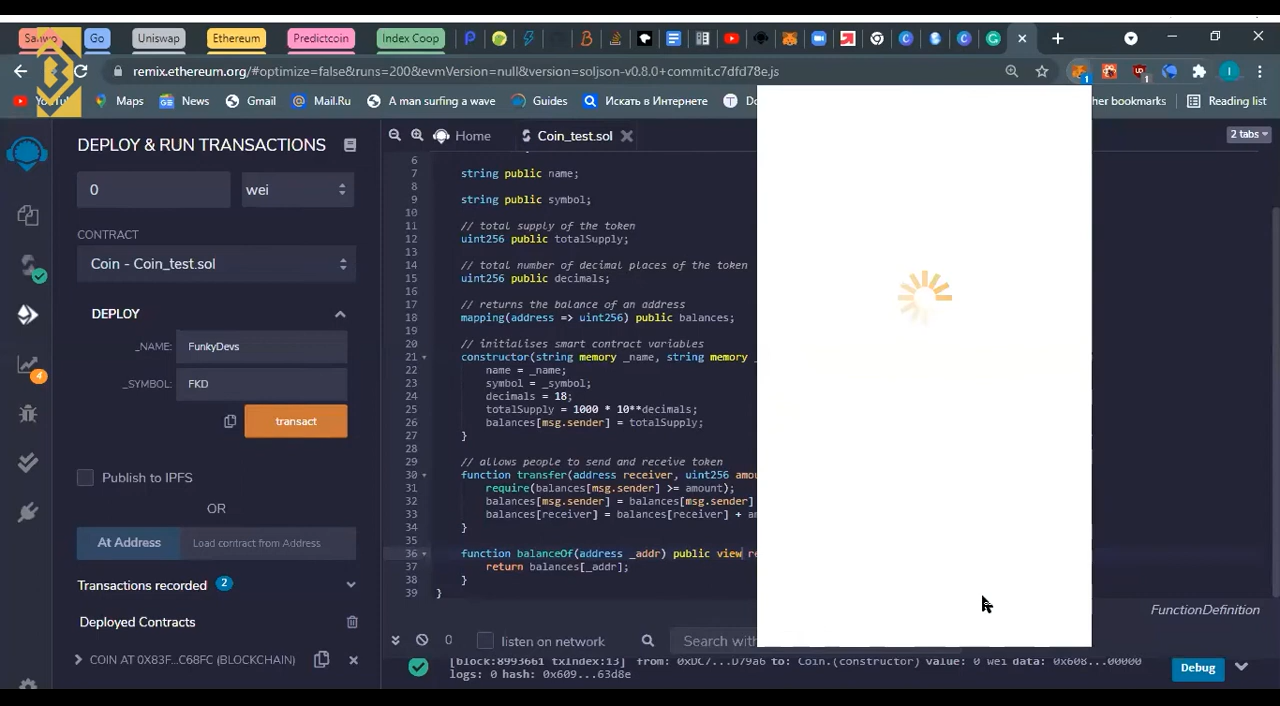 Go
Uniswap
Ethereum
Predictcoin
Index Coop
remix.ethereum.org/#optimize=false&runs=200&evmVersion=null&version=soljson-v0.8.0+commit.c7dfd78e.js
Maps
News
Gmail
Mail.Ru
A man surfing a wave
Guides
Искать в Интернете
her bookmarks
Reading list
DEPLOY & RUN TRANSACTIONS
0
wei
CONTRACT
Coin - Coin_test.sol
DEPLOY
_NAME:
FunkyDevs
_SYMBOL:
FKD
transact
Publish to IPFS
OR
At Address
Load contract from Address
Transactions recorded 2
Deployed Contracts
COIN AT 0X83F...C68FC (BLOCKCHAIN)
Home
Coin_test.sol
2 tabs
6
7 string public name;
8
9 string public symbol;
10
11 // total supply of the token
12 uint256 public totalSupply;
13
14 // total number of decimal places of the token
15 uint256 public decimals;
16
17 // returns the balance of an address
18 mapping(address => uint256) public balances;
19
20 // initialises smart contract variables
21 constructor(string memory _name, string memory _
22 name = _name;
23 symbol = _symbol;
24 decimals = 18;
25 totalSupply = 1000 * 10**decimals;
26 balances[msg.sender] = totalSupply;
27 }
28
29 // allows people to send and receive token
30 function transfer(address receiver, uint256 amou
31 require(balances[msg.sender] >= amount);
32 balances[msg.sender] = balances[msg.sender]
33 balances[receiver] = balances[receiver] + am
34 }
35
36 function balanceOf(address _addr) public view re
37 return balances[_addr];
38 }
39 }
FunctionDefinition
0
listen on network
Search with
[block:8993661 txIndex:13] from: 0xDC7...D79a6 to: Coin.(constructor) value: 0 wei data: 0x608...00000
logs: 0 hash: 0x609...63d8e
Debug